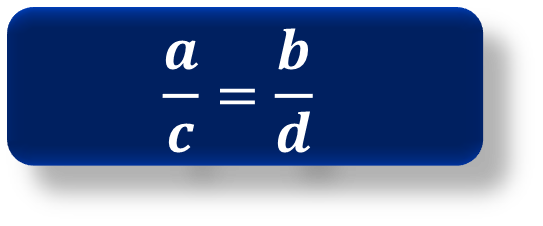 a/c = b/d